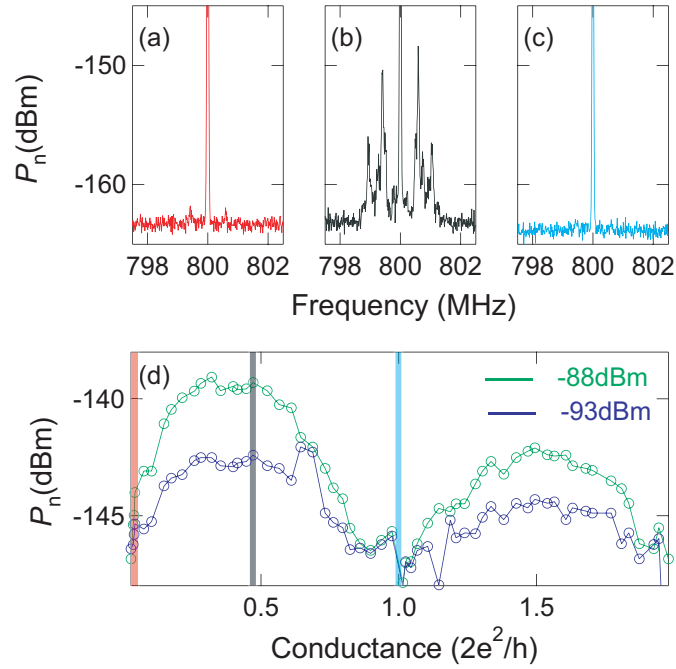 (a)
(b)
(c)
-150
-160
Pn(dBm)
798 800 802
798 800 802
798 800 802
Frequency (MHz)
(d)
-88dBm
-93dBm
-140
-145
Pn(dBm)
0.5 1.0 1.5
Conductance (2e²/h)